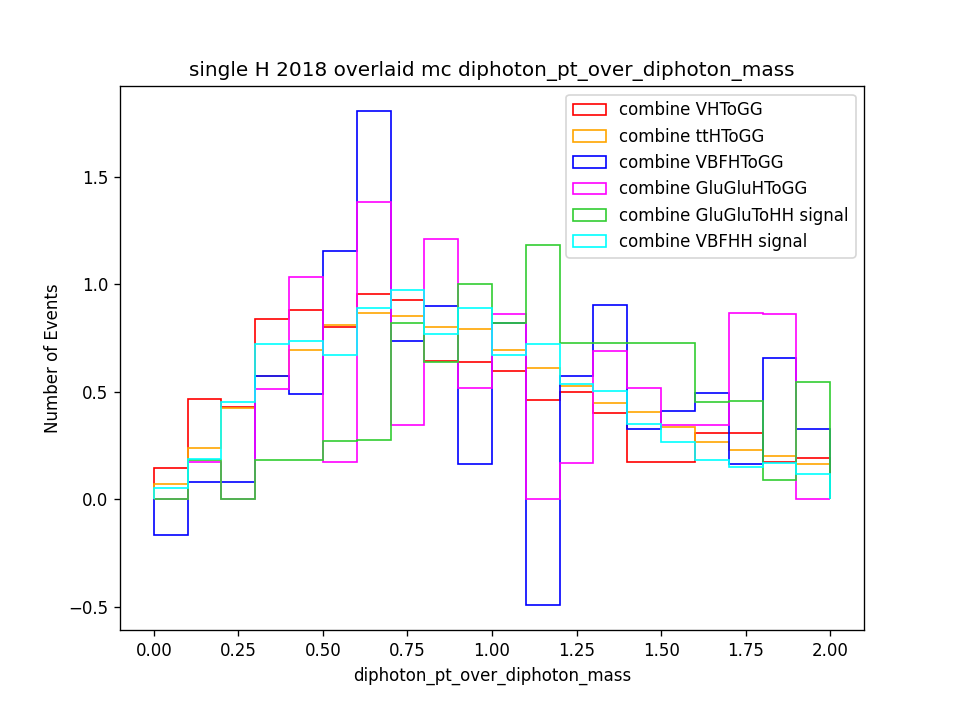 single H 2018 overlaid mc diphoton_pt_over_diphoton_mass
combine VHToGG
combine ttHToGG
combine VBFHToGG
combine GluGluHToGG
combine GluGluToHH signal
combine VBFHH signal
Number of Events
1.5
1.0
0.5
0.0
−0.5
0.00 0.25 0.50 0.75 1.00 1.25 1.50 1.75 2.00
diphoton_pt_over_diphoton_mass